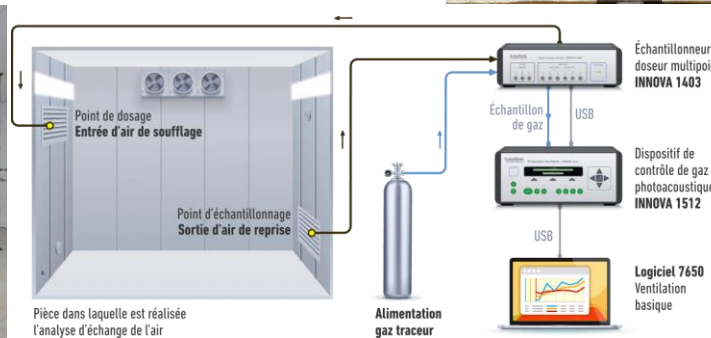 Point de dosage
Entrée d'air de soufflage
Point d'échantillonnage
Sortie d'air de reprise
Pièce dans laquelle est réalisée
l'analyse d'échange de l'air
Alimentation
gaz traceur
Échantillon
de gaz
USB
USB
Échantillonneur
doseur multipoi
INNOVA 1403
Dispositif de
contrôle de gaz
photoacoustique
INNOVA 1512
Logiciel 7650
Ventilation
basique